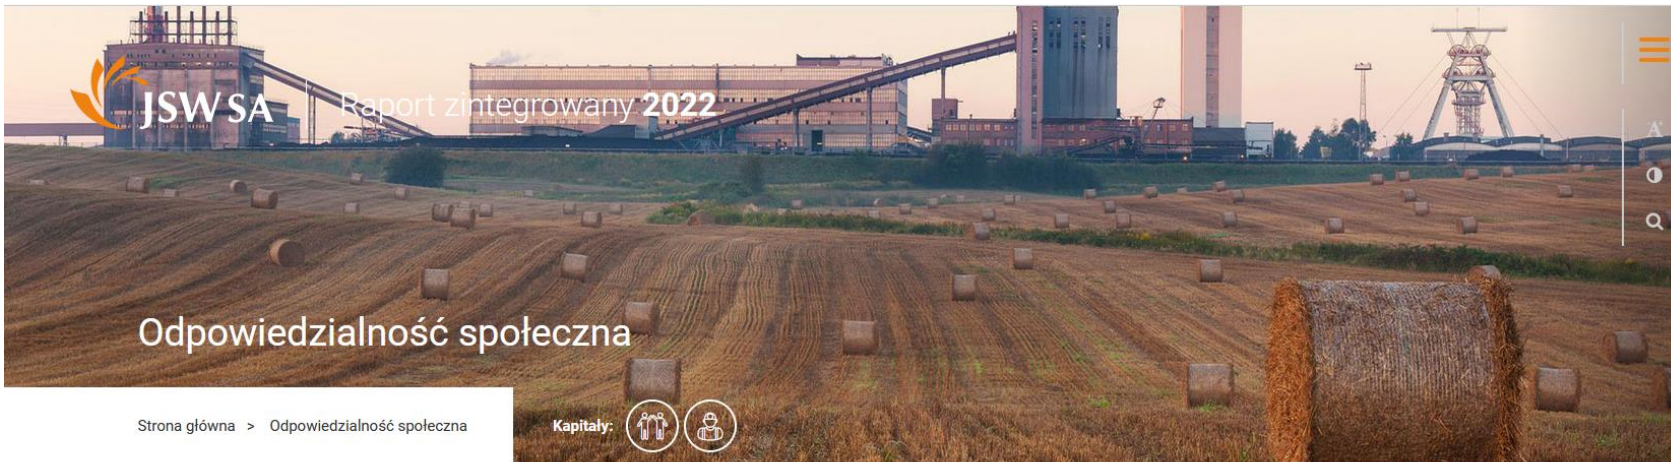 JSW SA
Raport zintegrowany 2022
A+
Odpowiedzialność społeczna
Strona główna > Odpowiedzialność społeczna
Kapitały: